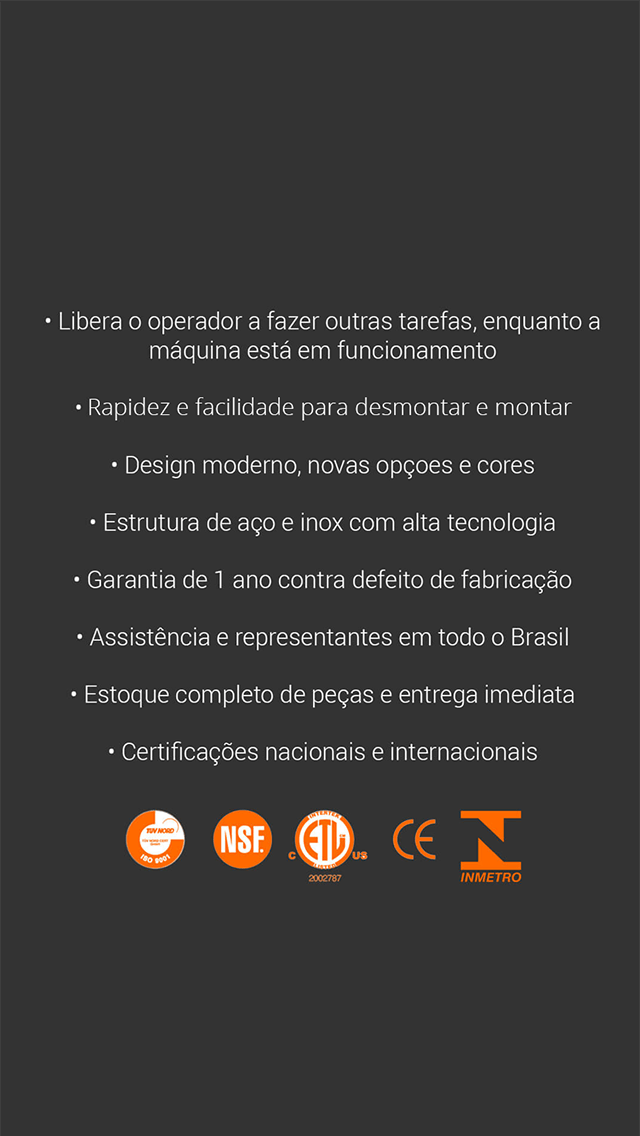 • Libera o operador a fazer outras tarefas, enquanto a
máquina está em funcionamento
• Rapidez e facilidade para desmontar e montar
• Design moderno, novas opçoes e cores
• Estrutura de aço e inox com alta tecnologia
• Garantia de 1 ano contra defeito de fabricação
• Assistência e representantes em todo o Brasil
• Estoque completo de peças e entrega imediata
• Certificações nacionais e internacionais
TUV NORD
ISO 9001
NSF.
INTERTEK
ETL
C US
2002787
CE
INMETRO